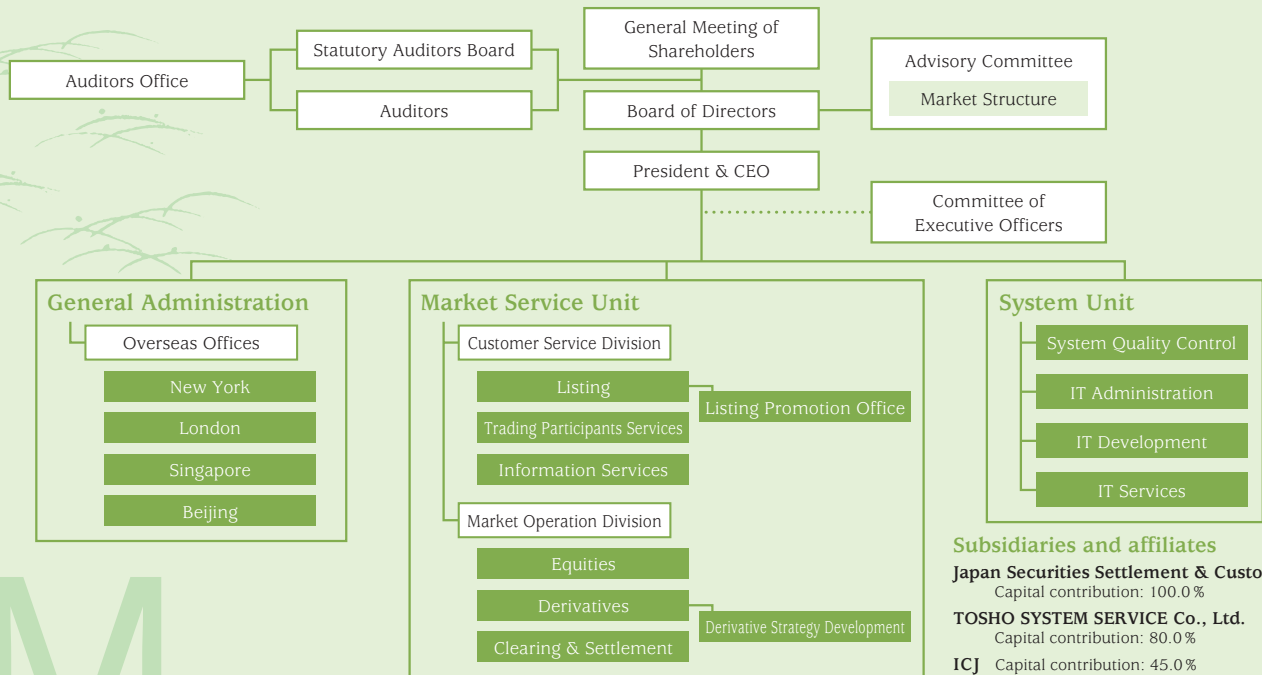 General Meeting of
Shareholders
Statutory Auditors Board
Auditors Office
Auditors
Advisory Committee
Market Structure
Board of Directors
President & CEO
Committee of
Executive Officers
General Administration
Overseas Offices
New York
London
Singapore
Beijing
Market Service Unit
Customer Service Division
Listing
Listing Promotion Office
Trading Participants Services
Information Services
Market Operation Division
Equities
Derivatives
Derivative Strategy Development
Clearing & Settlement
System Unit
System Quality Control
IT Administration
IT Development
IT Services
Subsidiaries and affiliates
Japan Securities Settlement & Custo
Capital contribution: 100.0%
TOSHO SYSTEM SERVICE Co., Ltd.
Capital contribution: 80.0%
ICJ Capital contribution: 45.0%
M